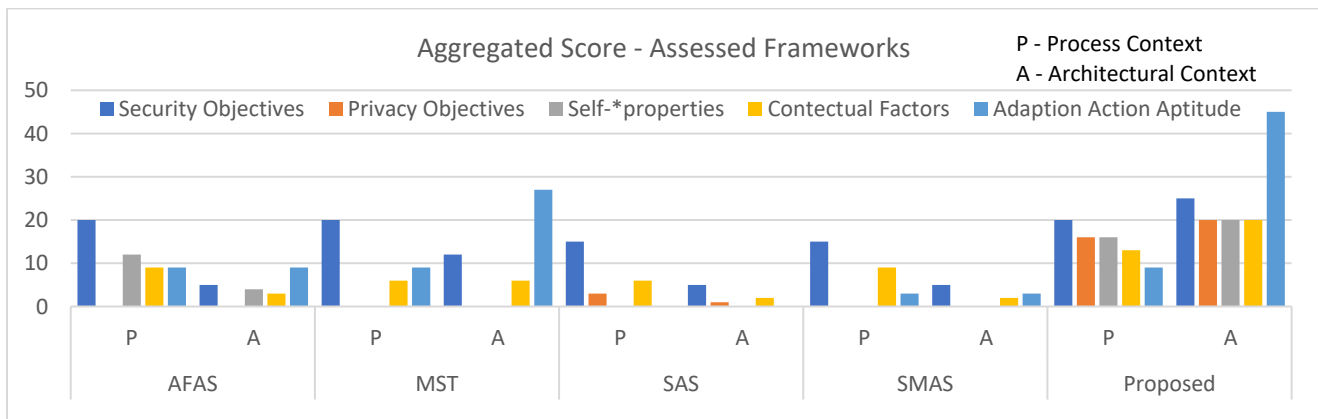 Aggregated Score - Assessed Frameworks
P - Process Context
A - Architectural Context
Security Objectives Privacy Objectives Self-*properties Contectual Factors Adaption Action Aptitude
50
40
30
20
10
0
P A P A P A P A P A
AFAS MST SAS SMAS Proposed